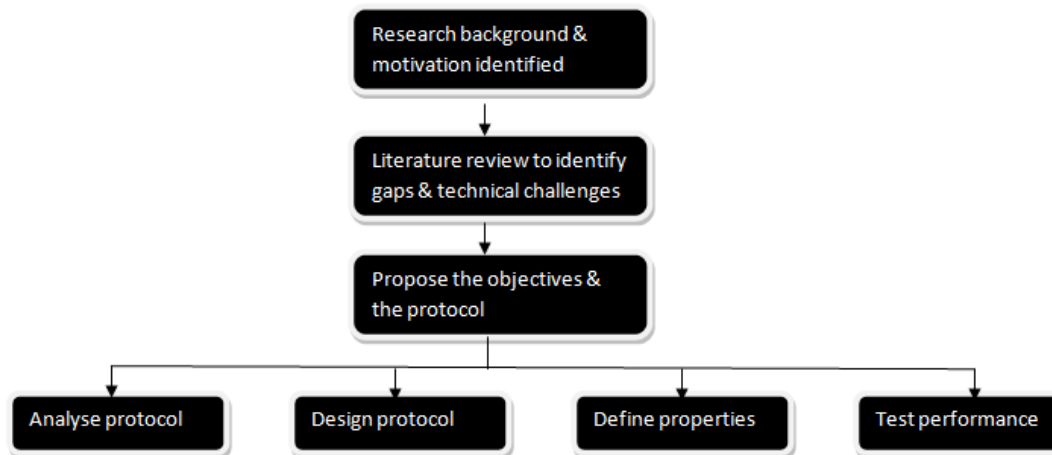 Research background &
motivation identified
Literature review to identify
gaps & technical challenges
Propose the objectives &
the protocol
Analyse protocol
Design protocol
Define properties
Test performance